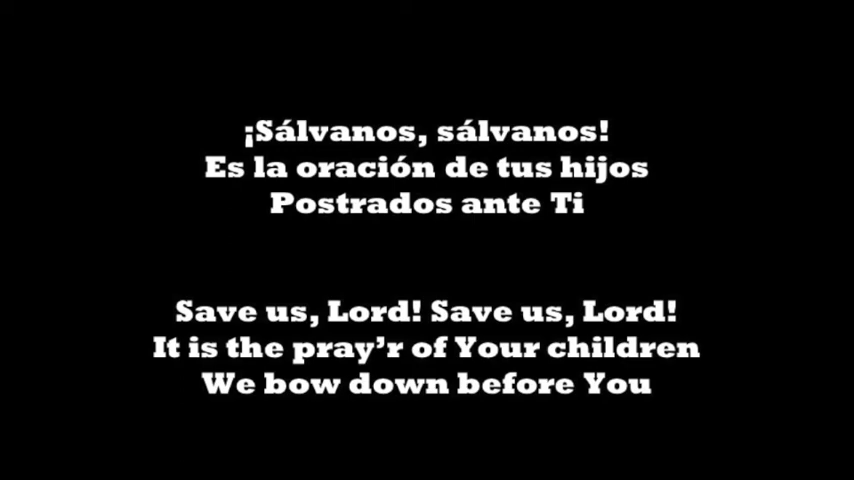 ¡Sálvanos, sálvanos!
Es la oración de tus hijos
Postrados ante Ti
Save us, Lord! Save us, Lord!
It is the pray’r of Your children
We bow down before You